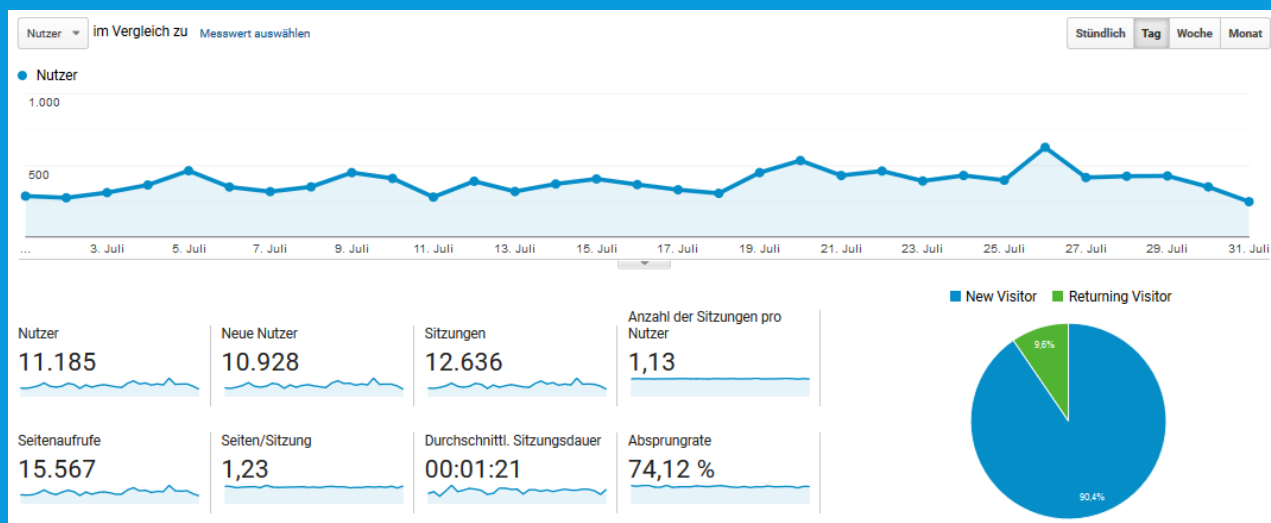 Nutzer im Vergleich zu Messwert auswählen
Stündlich Tag Woche Monat
Nutzer
1.000
500
... 3. Juli 5. Juli 7. Juli 9. Juli 11. Juli 13. Juli 15. Juli 17. Juli 19. Juli 21. Juli 23. Juli 25. Juli 27. Juli 29. Juli 31. Juli
New Visitor Returning Visitor
Nutzer
11.185
Neue Nutzer
10.928
Sitzungen
12.636
Anzahl der Sitzungen pro
Nutzer
1,13
Seitenaufrufe
15.567
Seiten/Sitzung
1,23
Durchschnittl. Sitzungsdauer
00:01:21
Absprungrate
74,12 %
9,6%
90,4%